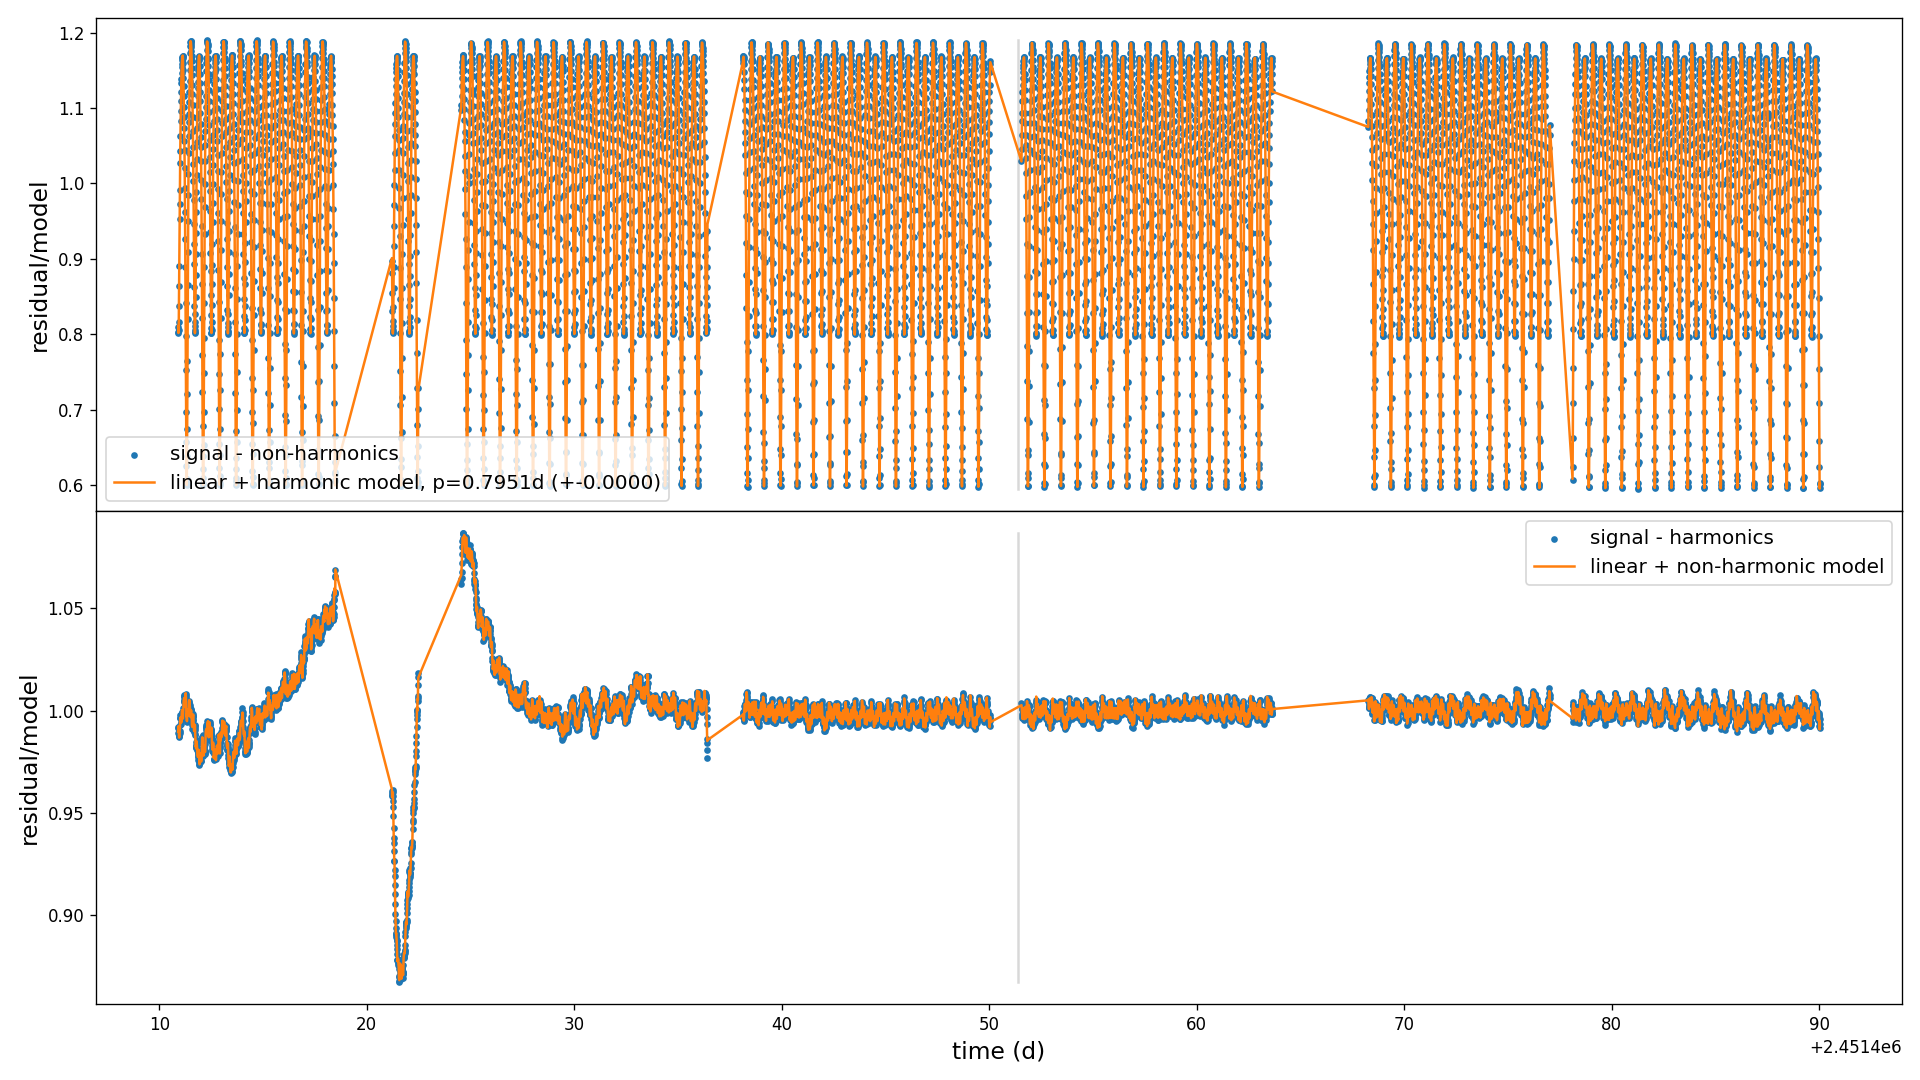 1.2
1.1
1.0
0.9
0.8
0.7
0.6
residual/model
signal - non-harmonics
linear + harmonic model, p=0.7951d (+-0.0000)
signal - harmonics
linear + non-harmonic model
1.05
1.00
0.95
0.90
residual/model
10 20 30 40 50 60 70 80 90
time (d)
+2.4514e6